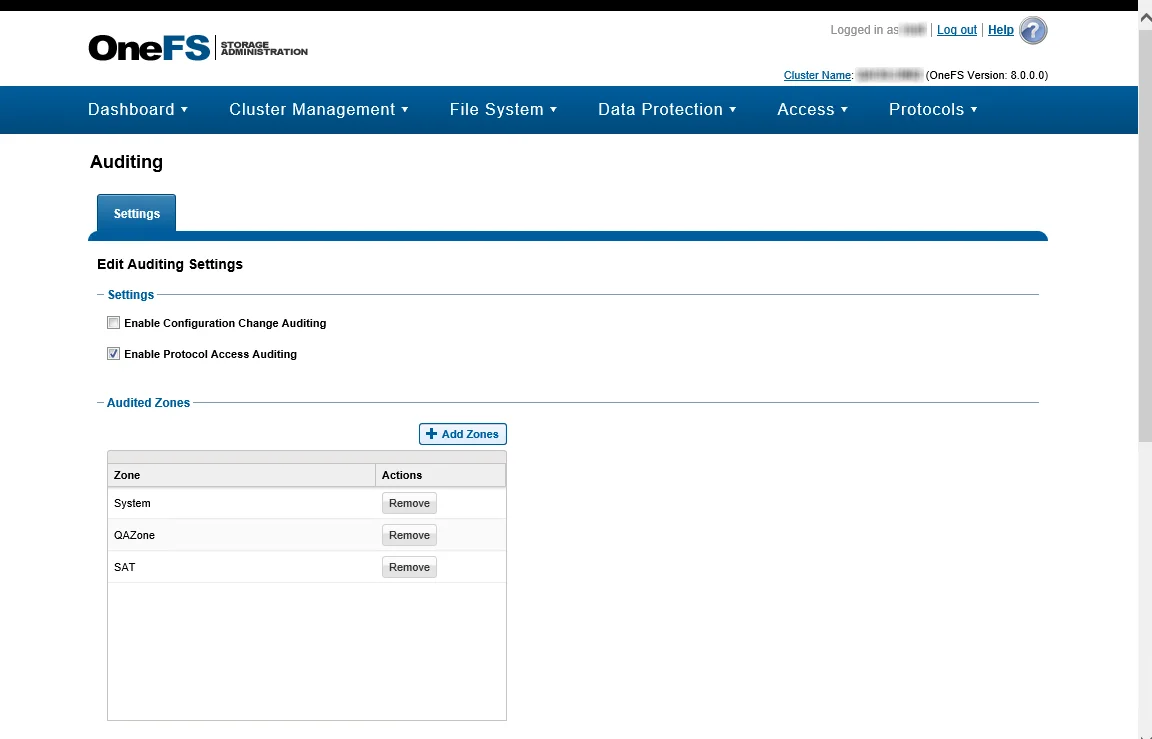 Logged in as
Log out
Help
?
OneFS STORAGE ADMINISTRATION
Cluster Name: (OneFS Version: 8.0.0.0)
Dashboard Cluster Management File System Data Protection Access Protocols
Auditing
Settings
Edit Auditing Settings
Settings
Enable Configuration Change Auditing
Enable Protocol Access Auditing
Audited Zones
Add Zones
Zone Actions
System Remove
QAZone Remove
SAT Remove